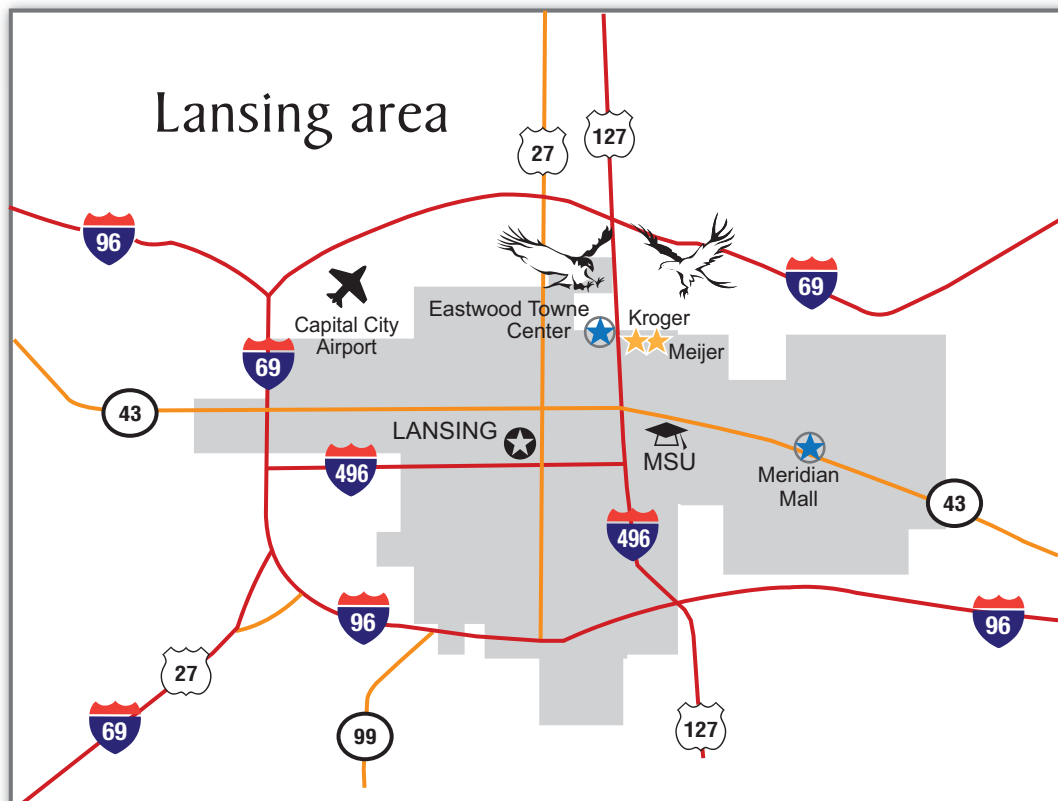 Lansing area
127
27
96
69
Eastwood Towne
Center
Kroger
Meijer
Capital City
Airport
69
43
LANSING
MSU
496
Meridian
Mall
43
496
96
96
27
69
99
127